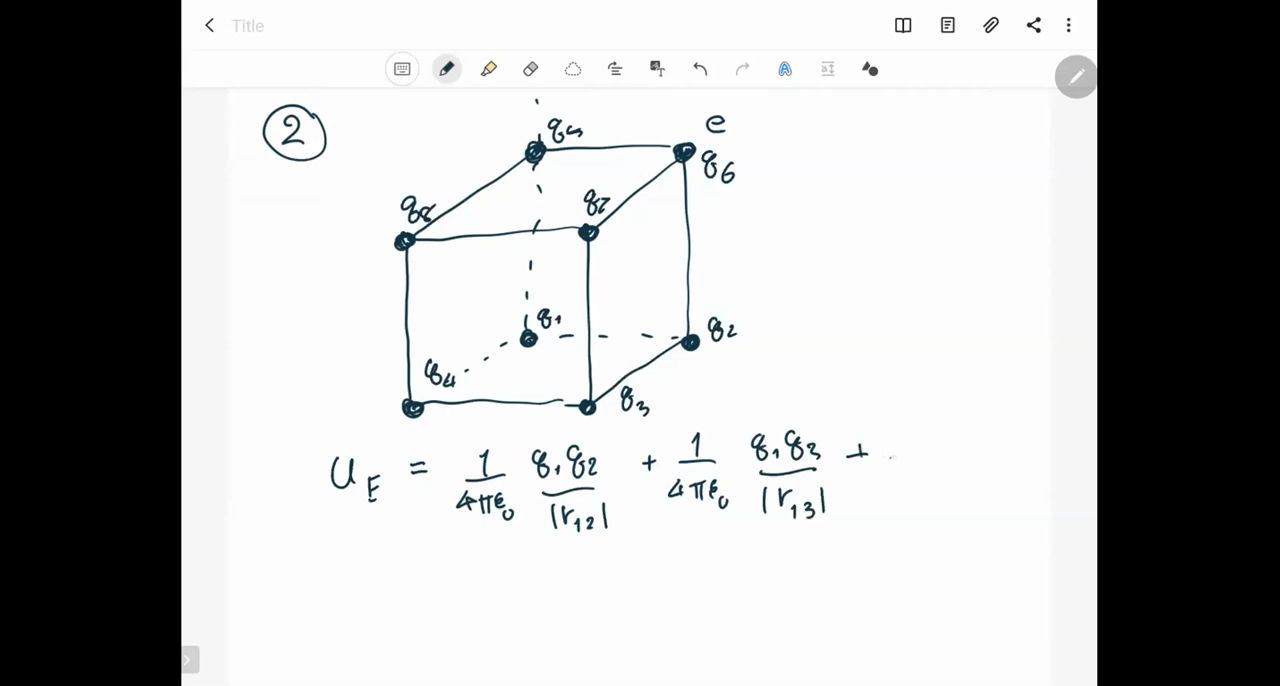 Title
2
q5
e
q6
q8
q7
q1
q2
q4
q3
U_E = 1/4πε₀ q₁q₂/|r₁₂| + 1/4πε₀ q₁q₃/|r₁₃| +